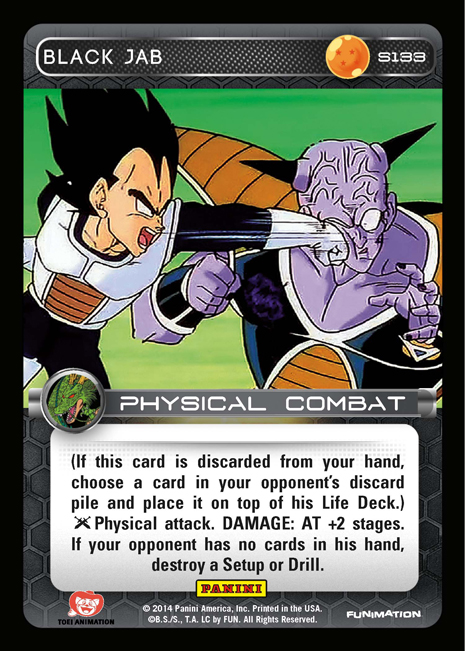 BLACK JAB
S133
PHYSICAL COMBAT
(If this card is discarded from your hand,
choose a card in your opponent's discard
pile and place it on top of his Life Deck.)
Physical attack. DAMAGE: AT +2 stages.
If your opponent has no cards in his hand,
destroy a Setup or Drill.
PANINI
TOEI ANIMATION
© 2014 Panini America, Inc. Printed in the USA.
©B.S./S., T.A. LC by FUN. All Rights Reserved.
FUNIMATION